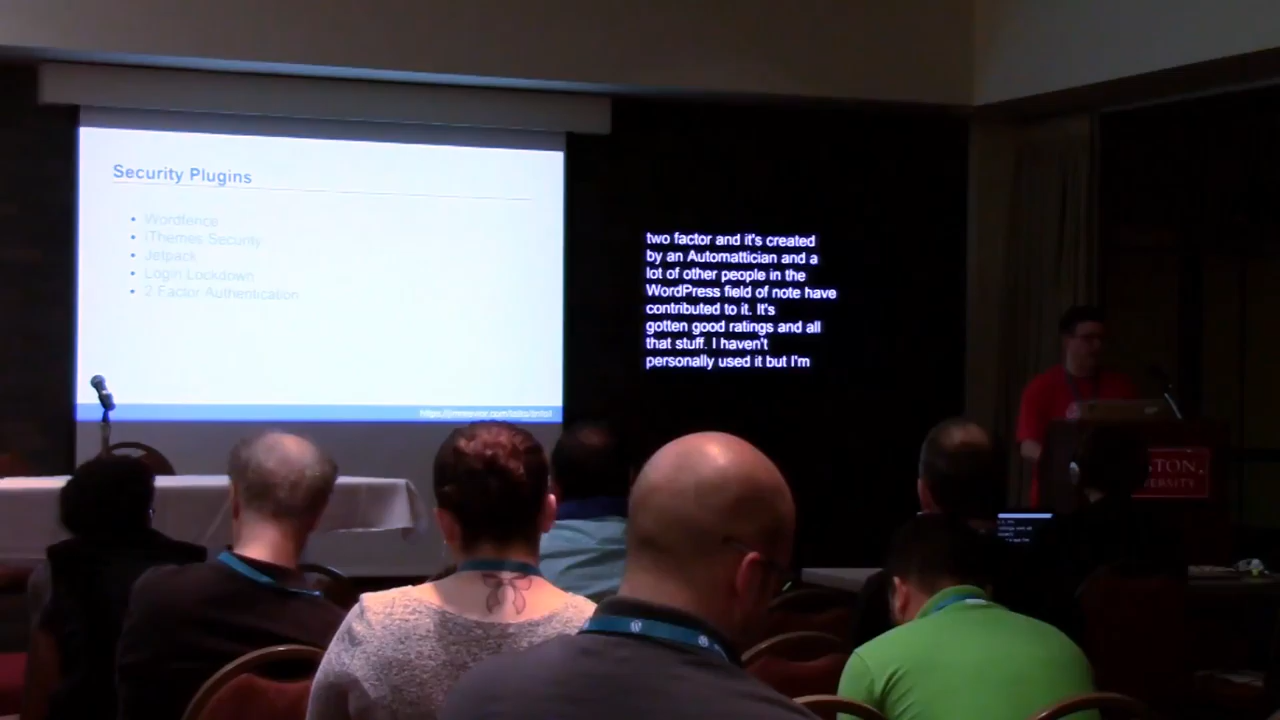 Security Plugins
Wordfence
iThemes Security
Jetpack
Login Lockdown
2 Factor Authentication
two factor and it's created
by an Automattician and a
lot of other people in the
WordPress field of note have
contributed to it. It's
gotten good ratings and all
that stuff. I haven't
personally used it but I'm
TON
VERSITY